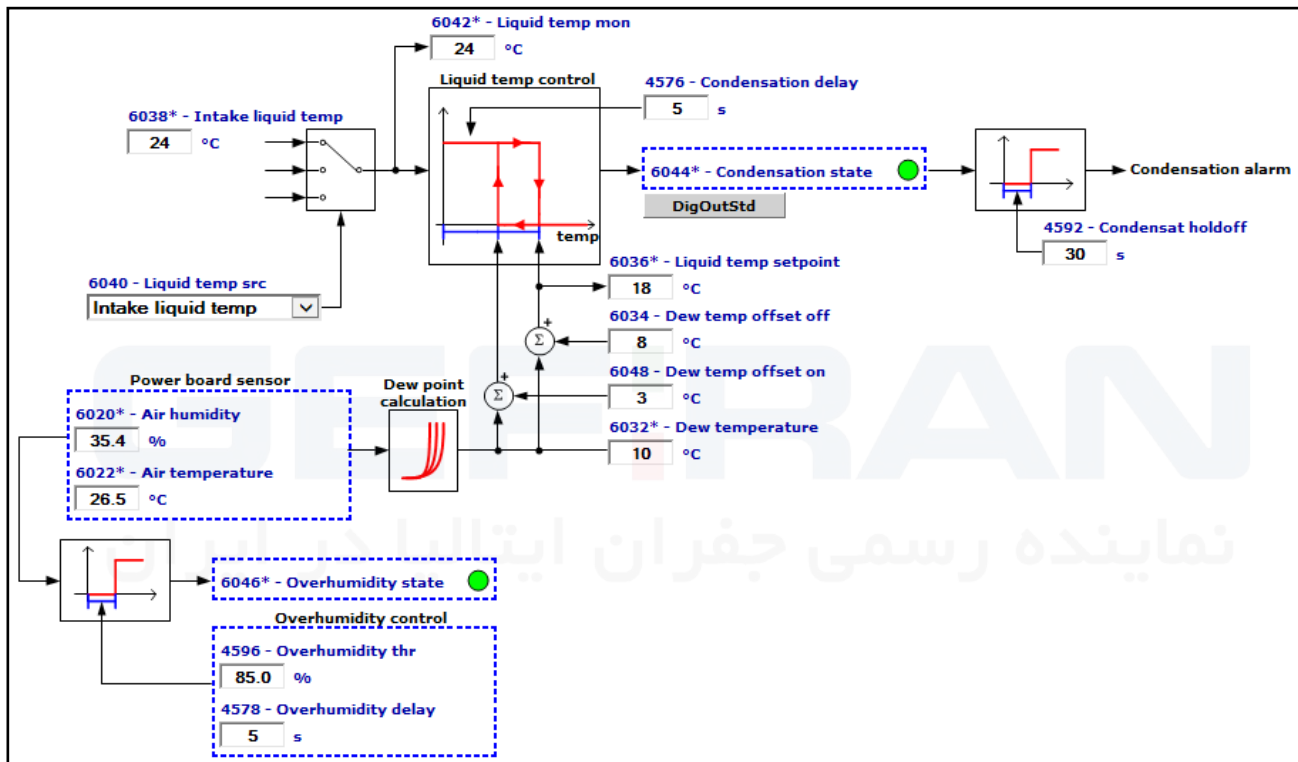 6042* - Liquid temp mon
24 °C
Liquid temp control
4576 - Condensation delay
5 s
6038* - Intake liquid temp
24 °C
6044* - Condensation state
DigOutStd
Condensation alarm
4592 - Condensat holdoff
30 s
temp
6040 - Liquid temp src
Intake liquid temp
6036* - Liquid temp setpoint
18 °C
6034 - Dew temp offset off
+
Σ
8 °C
6048 - Dew temp offset on
+
Σ
3 °C
6032* - Dew temperature
10 °C
Power board sensor
6020* - Air humidity
35.4 %
6022* - Air temperature
26.5 °C
Dew point
calculation
6046* - Overhumidity state
Overhumidity control
4596 - Overhumidity thr
85.0 %
4578 - Overhumidity delay
5 s
GEFIRAN
نماینده رسمی جفران ایتالیا در ایران